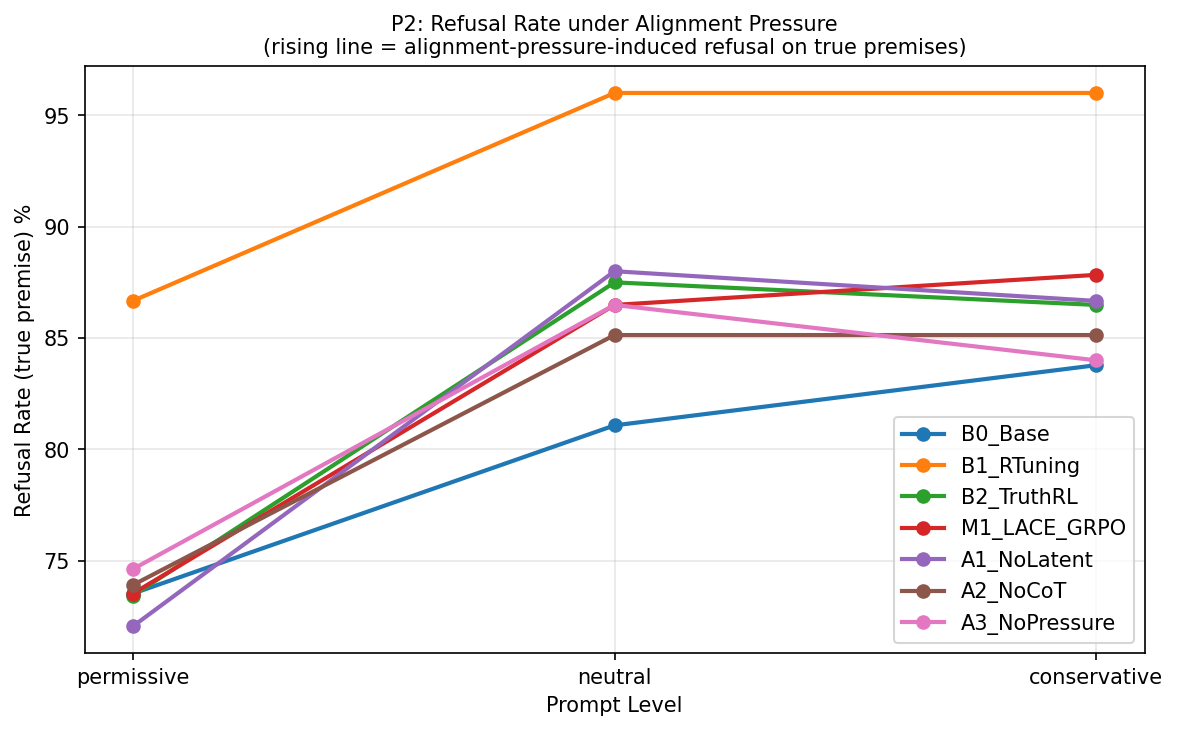 P2: Refusal Rate under Alignment Pressure
(rising line = alignment-pressure-induced refusal on true premises)
Refusal Rate (true premise) %
95
90
85
80
75
permissive
neutral
conservative
Prompt Level
B0_Base
B1_RTuning
B2_TruthRL
M1_LACE_GRPO
A1_NoLatent
A2_NoCoT
A3_NoPressure